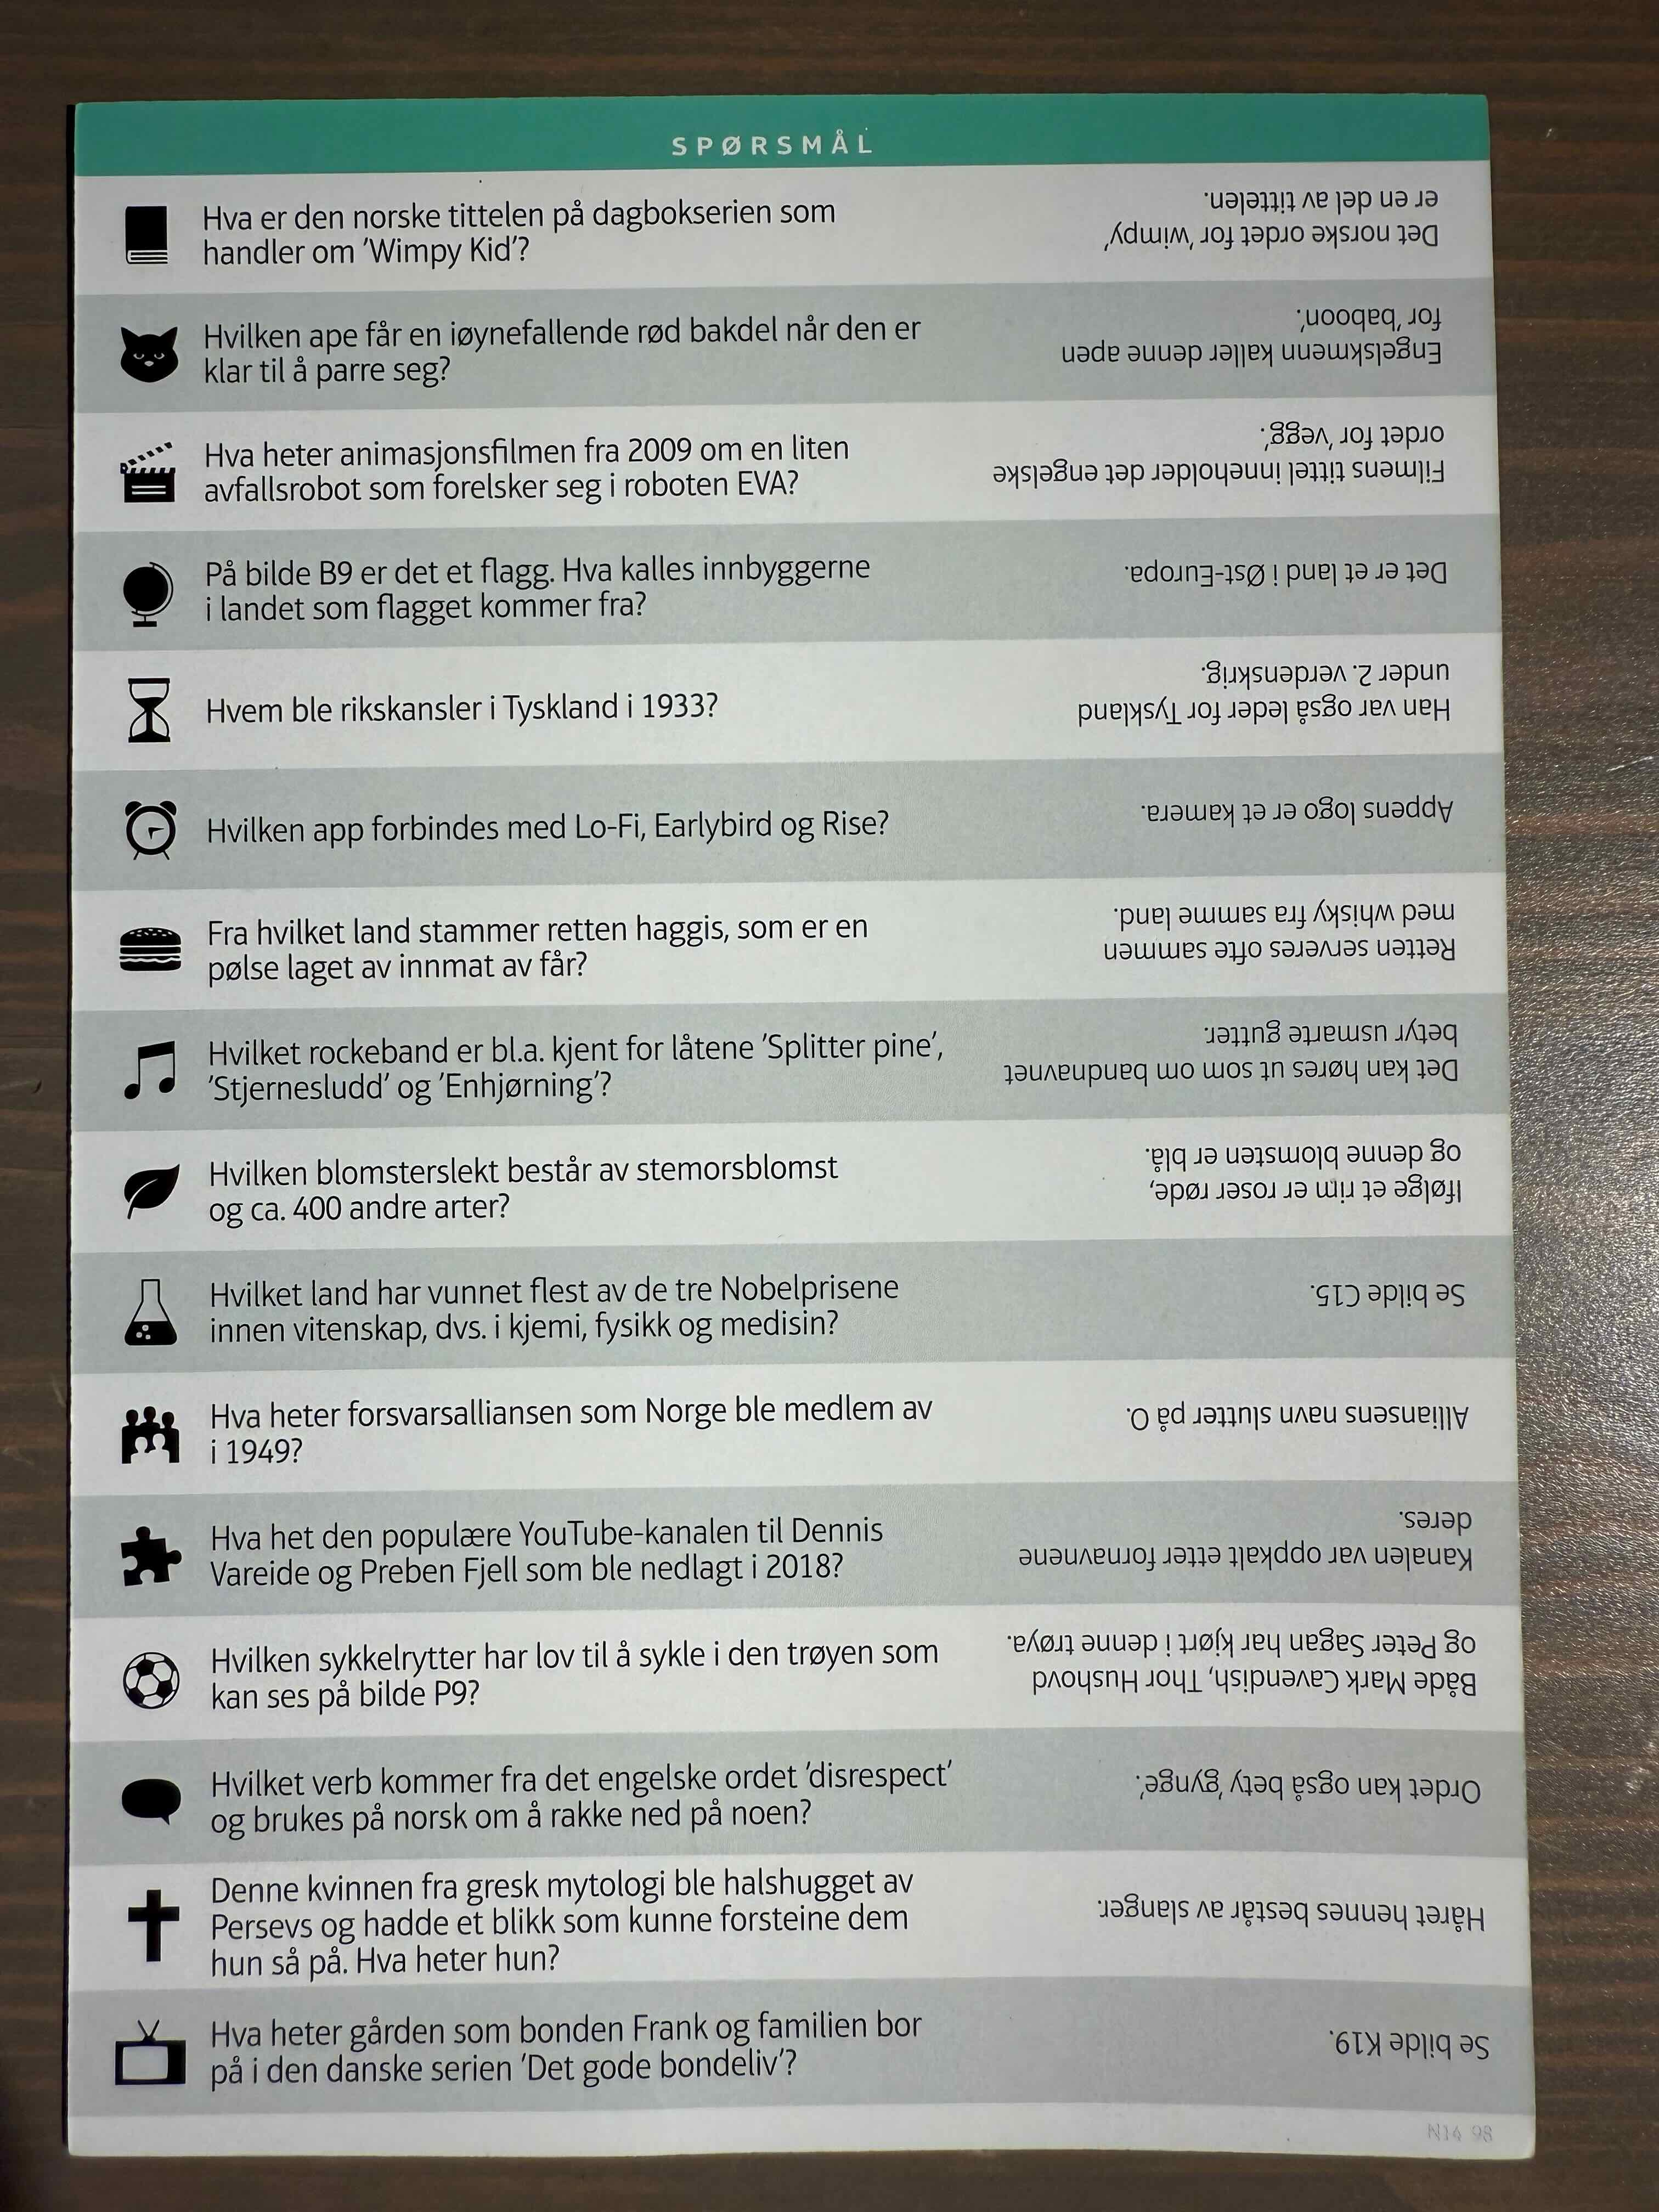 SPØRSMÅL
Hva er den norske tittelen på dagbokserien som
handler om 'Wimpy Kid'?
Det norske ordet for 'wimpy'
er en del av tittelen.
Hvilken ape får en iøynefallende rød bakdel når den er
klar til å parre seg?
Engelskmenn kaller denne apen
for 'baboon'.
Hva heter animasjonsfilmen fra 2009 om en liten
avfallsrobot som forelsker seg i roboten EVA?
Filmens tittel inneholder det engelske
ordet for 'vegg'.
På bilde B9 er det et flagg. Hva kalles innbyggerne
i landet som flagget kommer fra?
Det er et land i Øst-Europa.
Hvem ble rikskansler i Tyskland i 1933?
Han var også leder for Tyskland
under 2. verdenskrig.
Hvilken app forbindes med Lo-Fi, Earlybird og Rise?
Appens logo er et kamera.
Fra hvilket land stammer retten haggis, som er en
pølse laget av innmat av får?
Retten serveres ofte sammen
med whisky fra samme land.
Hvilket rockeband er bl.a. kjent for låtene 'Splitter pine',
'Stjernesludd' og 'Enhjørning'?
Det kan høres ut som om bandnavnet
betyr usmarte gutter.
Hvilken blomsterslekt består av stemorsblomst
og ca. 400 andre arter?
Ifølge et rim er roser røde,
og denne blomsten er blå.
Hvilket land har vunnet flest av de tre Nobelprisene
innen vitenskap, dvs. i kjemi, fysikk og medisin?
Se bilde C15.
Hva heter forsvarsalliansen som Norge ble medlem av
i 1949?
Alliansens navn slutter på O.
Hva het den populære YouTube-kanalen til Dennis
Vareide og Preben Fjell som ble nedlagt i 2018?
Kanalen var oppkalt etter fornavnene
deres.
Hvilken sykkelrytter har lov til å sykle i den trøyen som
kan ses på bilde P9?
Både Mark Cavendish, Thor Hushovd
og Peter Sagan har kjørt i denne trøya.
Hvilket verb kommer fra det engelske ordet 'disrespect'
og brukes på norsk om å rakke ned på noen?
Ordet kan også bety 'gynge'.
Denne kvinnen fra gresk mytologi ble halshugget av
Persevs og hadde et blikk som kunne forsteine dem
hun så på. Hva heter hun?
Håret hennes består av slanger.
Hva heter gården som bonden Frank og familien bor
på i den danske serien 'Det gode bondeliv'?
Se bilde K19.
N14 98